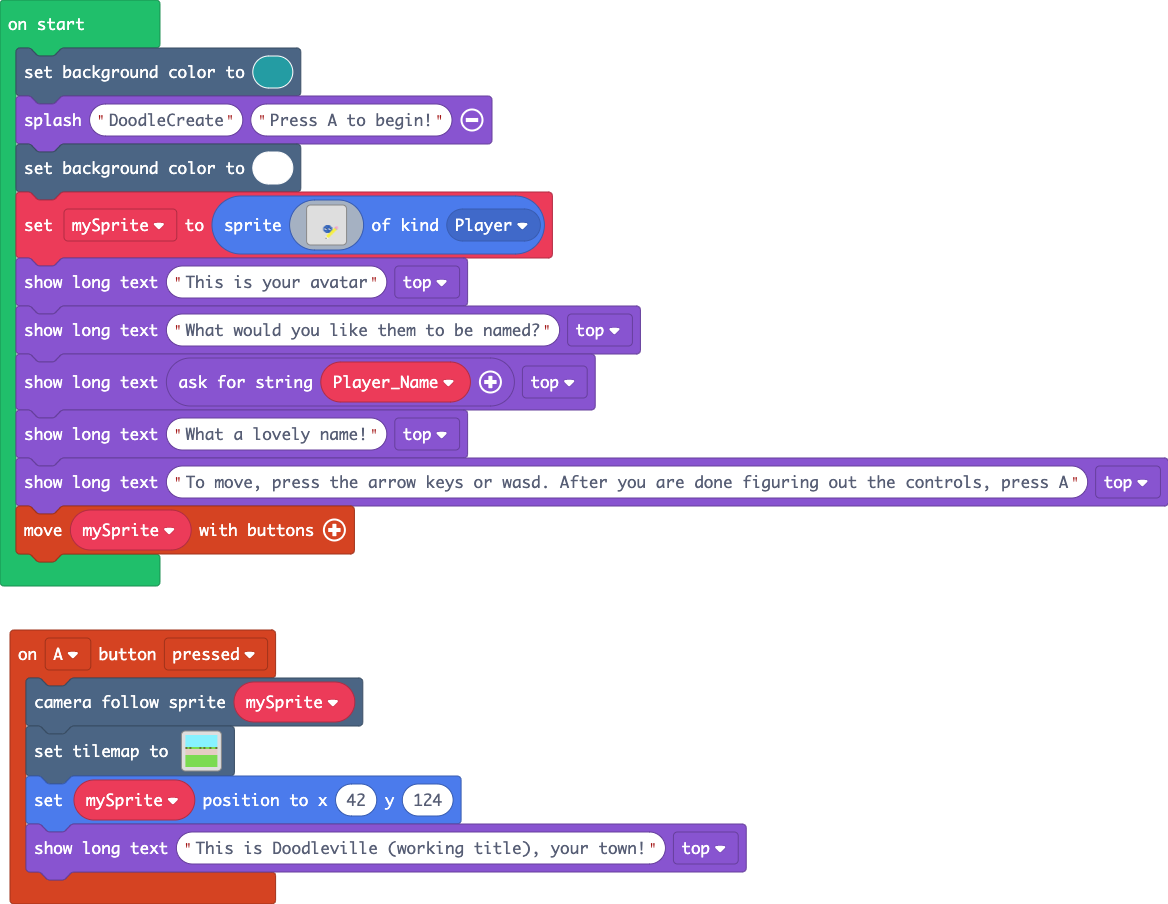 on start
set background color to
splash "DoodleCreate" "Press A to begin!"
set background color to
set mySprite to sprite of kind Player
show long text "This is your avatar" top
show long text "What would you like them to be named?" top
show long text ask for string Player_Name top
show long text "What a lovely name!" top
show long text "To move, press the arrow keys or wasd. After you are done figuring out the controls, press A" top
move mySprite with buttons
on A button pressed
camera follow sprite mySprite
set tilemap to
set mySprite position to x 42 y 124
show long text "This is Doodleville (working title), your town!" top